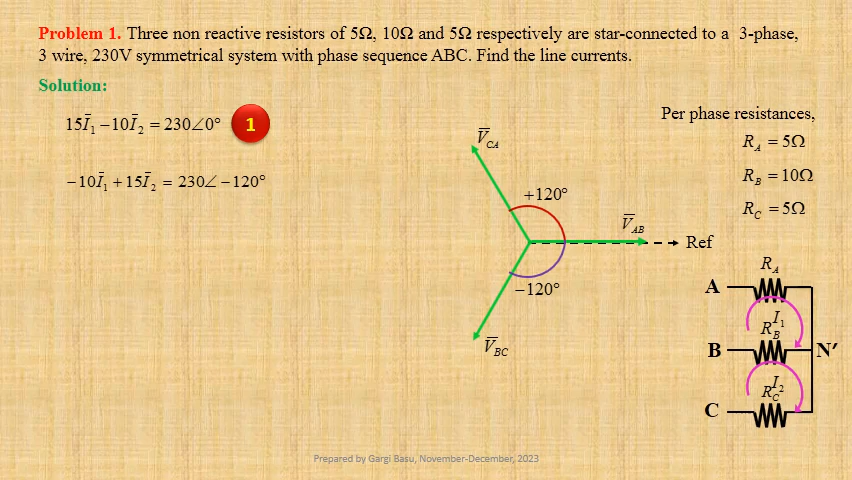 Problem 1. Three non reactive resistors of 5Ω, 10Ω and 5Ω respectively are star-connected to a 3-phase,
3 wire, 230V symmetrical system with phase sequence ABC. Find the line currents.
Solution:
15Ī₁ − 10Ī₂ = 230∠0°
1
−10Ī₁ + 15Ī₂ = 230∠−120°
V̅_CA
+120°
V̅_AB
Ref
−120°
V̅_BC
Per phase resistances,
R_A = 5Ω
R_B = 10Ω
R_C = 5Ω
R_A
A
I₁
R_B
B
N′
I₂
R_C
C
Prepared by Gargi Basu, November-December, 2023